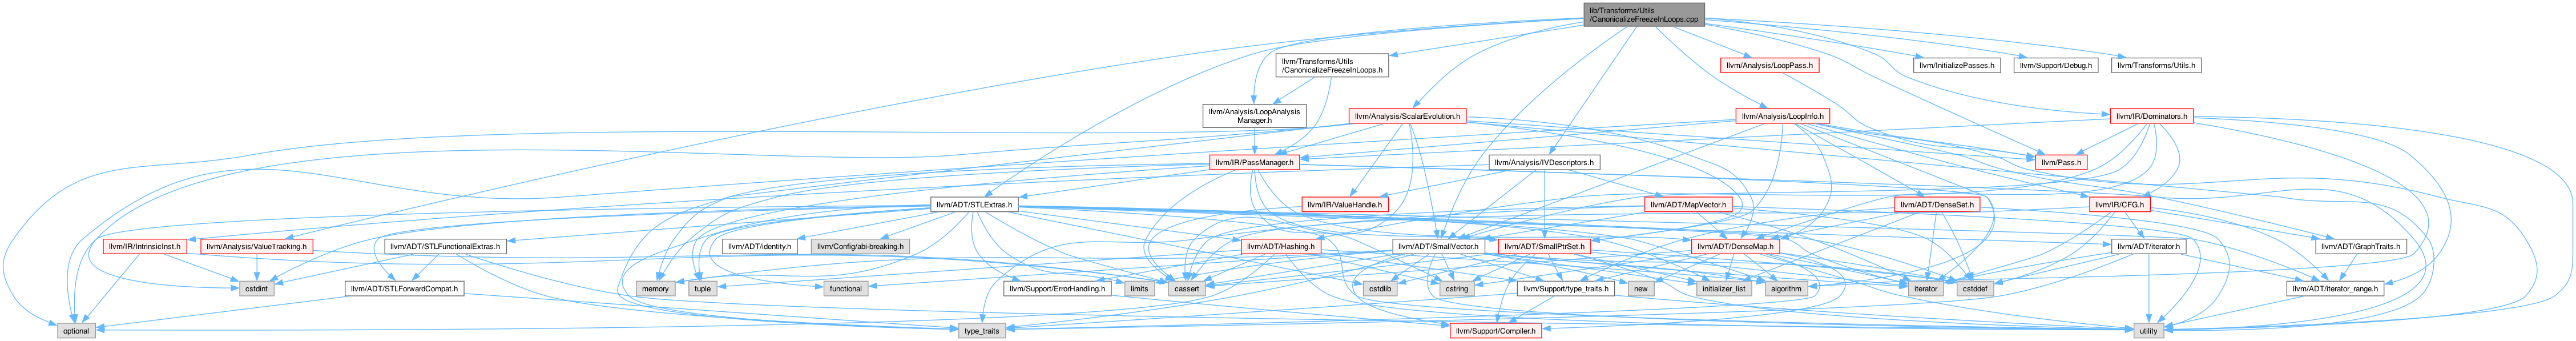 lib/Transforms/Utils
/CanonicalizeFreezeInLoops.cpp
llvm/Transforms/Utils
/CanonicalizeFreezeInLoops.h
llvm/Analysis/LoopPass.h
llvm/InitializePasses.h
llvm/Support/Debug.h
llvm/Transforms/Utils.h
llvm/Analysis/LoopAnalysis
Manager.h
llvm/Analysis/ScalarEvolution.h
llvm/Analysis/LoopInfo.h
llvm/IR/Dominators.h
llvm/IR/PassManager.h
llvm/Analysis/IVDescriptors.h
llvm/Pass.h
llvm/ADT/STLExtras.h
llvm/IR/ValueHandle.h
llvm/ADT/MapVector.h
llvm/ADT/DenseSet.h
llvm/IR/CFG.h
llvm/IR/IntrinsicInst.h
llvm/Analysis/ValueTracking.h
llvm/ADT/STLFunctionalExtras.h
llvm/ADT/identity.h
llvm/Config/abi-breaking.h
llvm/ADT/Hashing.h
llvm/ADT/SmallVector.h
llvm/ADT/SmallPtrSet.h
llvm/ADT/DenseMap.h
llvm/ADT/iterator.h
llvm/ADT/GraphTraits.h
cstdint
llvm/ADT/STLForwardCompat.h
memory
tuple
functional
llvm/Support/ErrorHandling.h
limits
cassert
cstdlib
cstring
llvm/Support/type_traits.h
new
initializer_list
algorithm
iterator
cstddef
llvm/ADT/iterator_range.h
optional
type_traits
llvm/Support/Compiler.h
utility